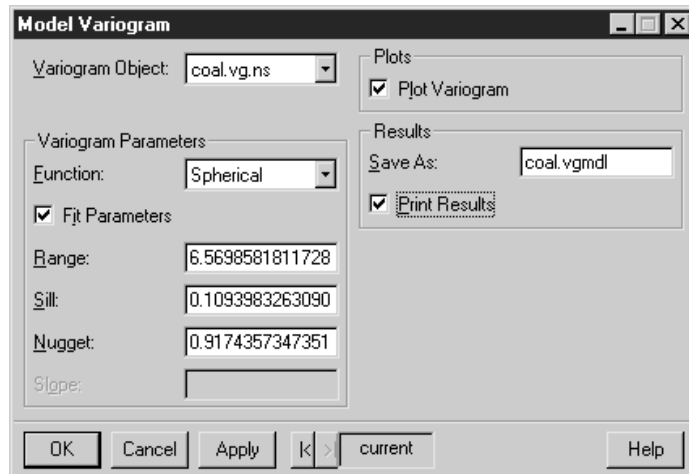 Model Variogram
Variogram Object: coal.vg.ns
Plots
Plot Variogram
Variogram Parameters
Function: Spherical
Fit Parameters
Range: 6.5698581811728
Sill: 0.1093983263090
Nugget: 0.9174357347351
Slope:
Results
Save As: coal.vgmdl
Print Results
OK Cancel Apply |< >| current Help